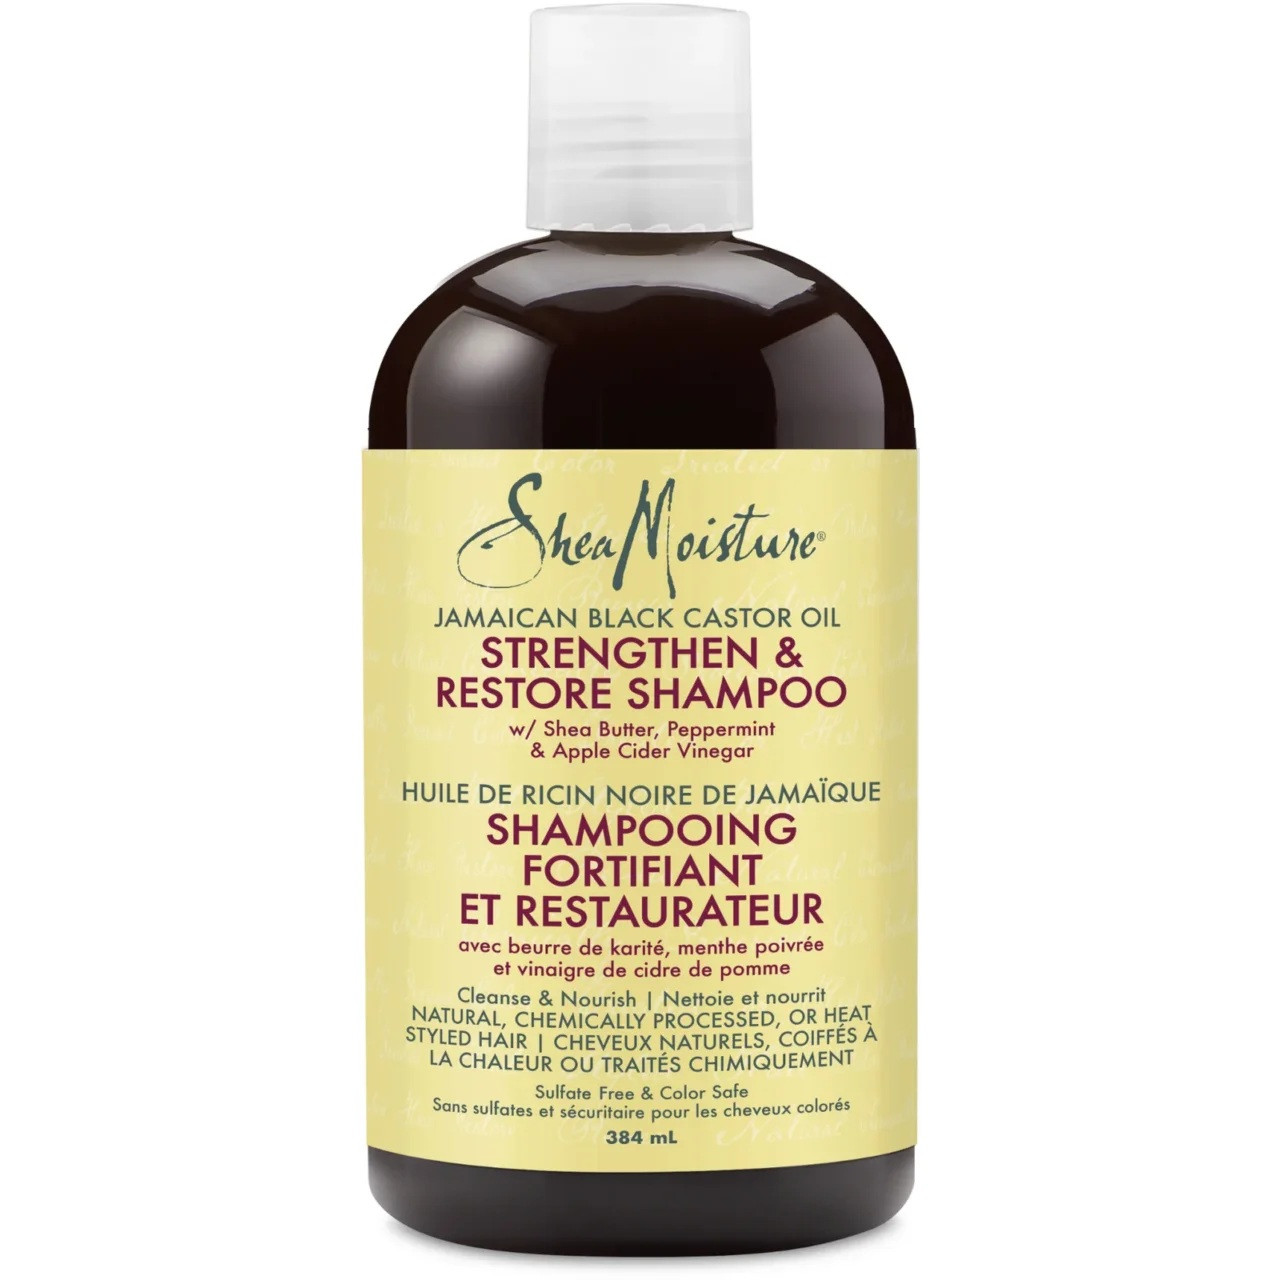 SheaMoisture®
JAMAICAN BLACK CASTOR OIL
STRENGTHEN &
RESTORE SHAMPOO
w/ Shea Butter, Peppermint
& Apple Cider Vinegar
HUILE DE RICIN NOIRE DE JAMAÏQUE
SHAMPOOING
FORTIFIANT
ET RESTAURATEUR
avec beurre de karité, menthe poivrée
et vinaigre de cidre de pomme
Cleanse & Nourish | Nettoie et nourrit
NATURAL, CHEMICALLY PROCESSED, OR HEAT
STYLED HAIR | CHEVEUX NATURELS, COIFFÉS À
LA CHALEUR OU TRAITÉS CHIMIQUEMENT
Sulfate Free & Color Safe
Sans sulfates et sécuritaire pour les cheveux colorés
384 mL